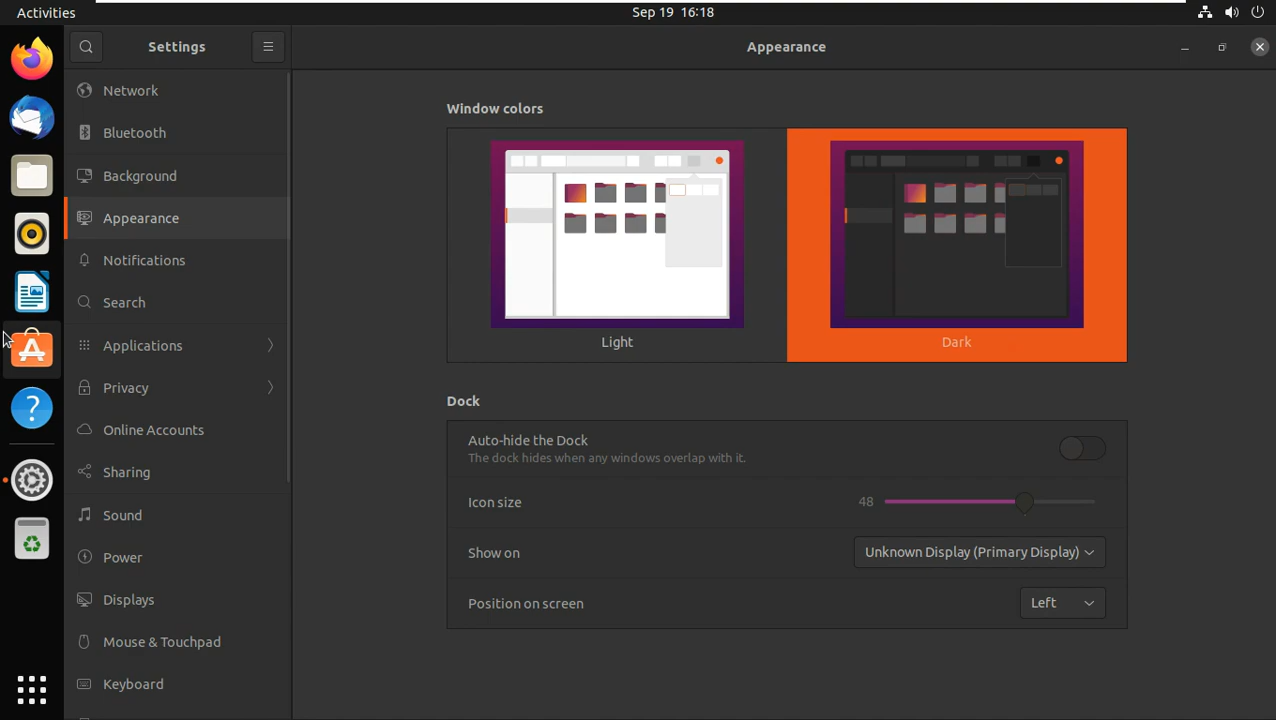 Activities
Sep 19 16:18
Settings
Appearance
Network
Bluetooth
Background
Appearance
Notifications
Search
Applications
Privacy
Online Accounts
Sharing
Sound
Power
Displays
Mouse & Touchpad
Keyboard
Window colors
Light
Dark
Dock
Auto-hide the Dock
The dock hides when any windows overlap with it.
Icon size
48
Show on
Unknown Display (Primary Display)
Position on screen
Left